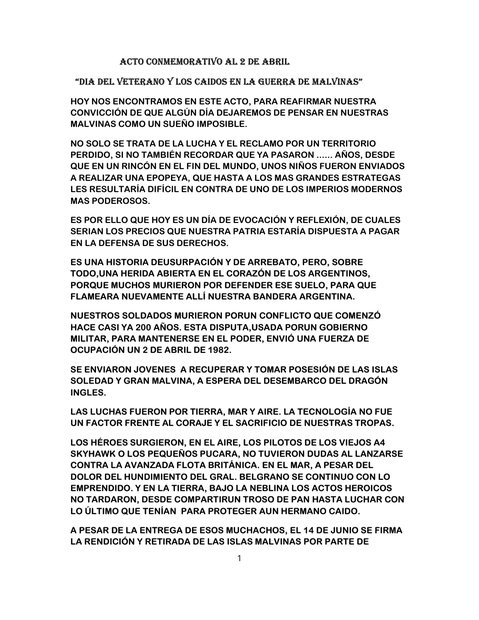 ACTO CONMEMORATIVO AL 2 DE ABRIL
“DIA DEL VETERANO Y LOS CAIDOS EN LA GUERRA DE MALVINAS”
HOY NOS ENCONTRAMOS EN ESTE ACTO, PARA REAFIRMAR NUESTRA
CONVICCIÓN DE QUE ALGÚN DÍA DEJAREMOS DE PENSAR EN NUESTRAS
MALVINAS COMO UN SUEÑO IMPOSIBLE.
NO SOLO SE TRATA DE LA LUCHA Y EL RECLAMO POR UN TERRITORIO
PERDIDO, SI NO TAMBIÉN RECORDAR QUE YA PASARON ...... AÑOS, DESDE
QUE EN UN RINCÓN EN EL FIN DEL MUNDO, UNOS NIÑOS FUERON ENVIADOS
A REALIZAR UNA EPOPEYA, QUE HASTA A LOS MAS GRANDES ESTRATEGAS
LES RESULTARÍA DIFÍCIL EN CONTRA DE UNO DE LOS IMPERIOS MODERNOS
MAS PODEROSOS.
ES POR ELLO QUE HOY ES UN DÍA DE EVOCACIÓN Y REFLEXIÓN, DE CUALES
SERIAN LOS PRECIOS QUE NUESTRA PATRIA ESTARÍA DISPUESTA A PAGAR
EN LA DEFENSA DE SUS DERECHOS.
ES UNA HISTORIA DEUSURPACIÓN Y DE ARREBATO, PERO, SOBRE
TODO,UNA HERIDA ABIERTA EN EL CORAZÓN DE LOS ARGENTINOS,
PORQUE MUCHOS MURIERON POR DEFENDER ESE SUELO, PARA QUE
FLAMEARA NUEVAMENTE ALLÍ NUESTRA BANDERA ARGENTINA.
NUESTROS SOLDADOS MURIERON PORUN CONFLICTO QUE COMENZÓ
HACE CASI YA 200 AÑOS. ESTA DISPUTA,USADA PORUN GOBIERNO
MILITAR, PARA MANTENERSE EN EL PODER, ENVIÓ UNA FUERZA DE
OCUPACIÓN UN 2 DE ABRIL DE 1982.
SE ENVIARON JOVENES  A RECUPERAR Y TOMAR POSESIÓN DE LAS ISLAS
SOLEDAD Y GRAN MALVINA, A ESPERA DEL DESEMBARCO DEL DRAGÓN
INGLES.
LAS LUCHAS FUERON POR TIERRA, MAR Y AIRE. LA TECNOLOGÍA NO FUE
UN FACTOR FRENTE AL CORAJE Y EL SACRIFICIO DE NUESTRAS TROPAS.
LOS HÉROES SURGIERON, EN EL AIRE, LOS PILOTOS DE LOS VIEJOS A4
SKYHAWK O LOS PEQUEÑOS PUCARA, NO TUVIERON DUDAS AL LANZARSE
CONTRA LA AVANZADA FLOTA BRITÁNICA. EN EL MAR, A PESAR DEL
DOLOR DEL HUNDIMIENTO DEL GRAL. BELGRANO SE CONTINUO CON LO
EMPRENDIDO. Y EN LA TIERRA, BAJO LA NEBLINA LOS ACTOS HEROICOS
NO TARDARON, DESDE COMPARTIRUN TROSO DE PAN HASTA LUCHAR CON
LO ÚLTIMO QUE TENÍAN  PARA PROTEGER AUN HERMANO CAIDO.
A PESAR DE LA ENTREGA DE ESOS MUCHACHOS, EL 14 DE JUNIO SE FIRMA
LA RENDICIÓN Y RETIRADA DE LAS ISLAS MALVINAS POR PARTE DE
1